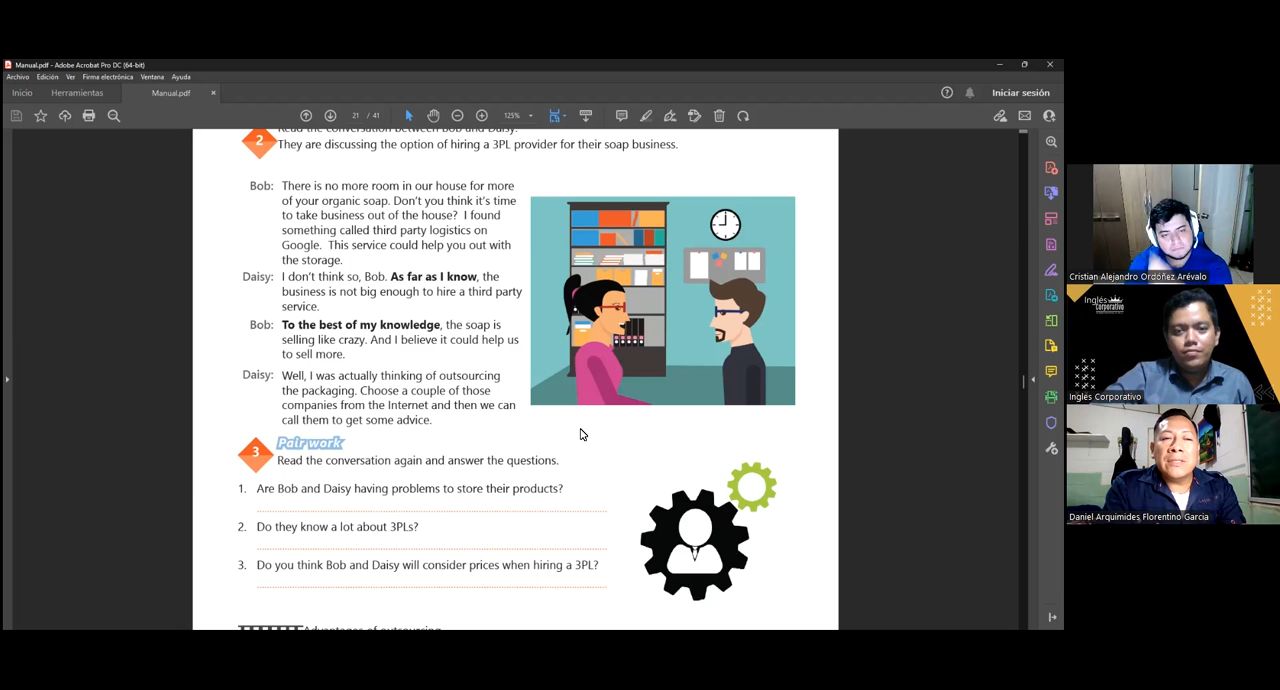 Manual.pdf - Adobe Acrobat Pro DC (64-bit)
Archivo Edición Ver Firma electrónica Ventana Ayuda
Inicio Herramientas Manual.pdf × Iniciar sesión
21 / 41 125%
Read the conversation between Bob and Daisy.
2 They are discussing the option of hiring a 3PL provider for their soap business.
Bob: There is no more room in our house for more
of your organic soap. Don't you think it's time
to take business out of the house? I found
something called third party logistics on
Google. This service could help you out with
the storage.
Daisy: I don't think so, Bob. As far as I know, the
business is not big enough to hire a third party
service.
Bob: To the best of my knowledge, the soap is
selling like crazy. And I believe it could help us
to sell more.
Daisy: Well, I was actually thinking of outsourcing
the packaging. Choose a couple of those
companies from the Internet and then we can
call them to get some advice.
3 Pair work
Read the conversation again and answer the questions.
1. Are Bob and Daisy having problems to store their products?
2. Do they know a lot about 3PLs?
3. Do you think Bob and Daisy will consider prices when hiring a 3PL?
Advantages of outsourcing
Cristian Alejandro Ordóñez Arévalo
Inglés
Corporativo
Inglés Corporativo
Daniel Arquimides Florentino Garcia